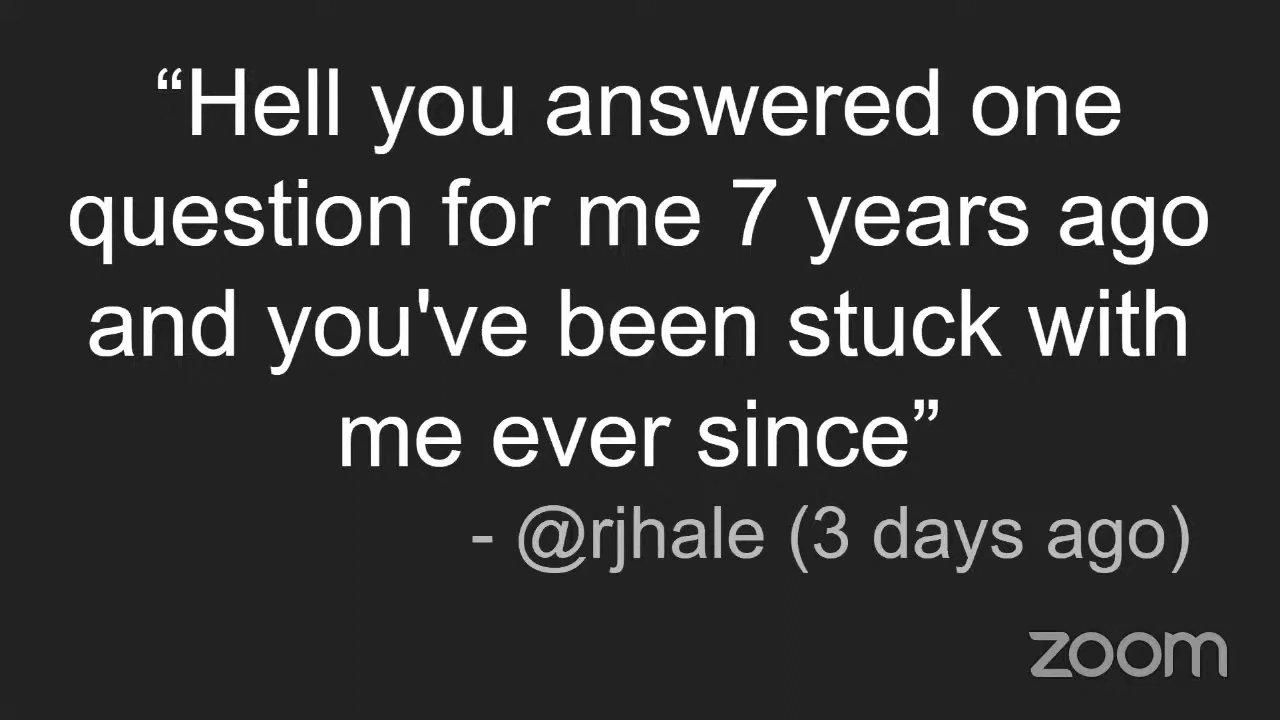 “Hell you answered one
question for me 7 years ago
and you've been stuck with
me ever since”
- @rjhale (3 days ago)
zoom